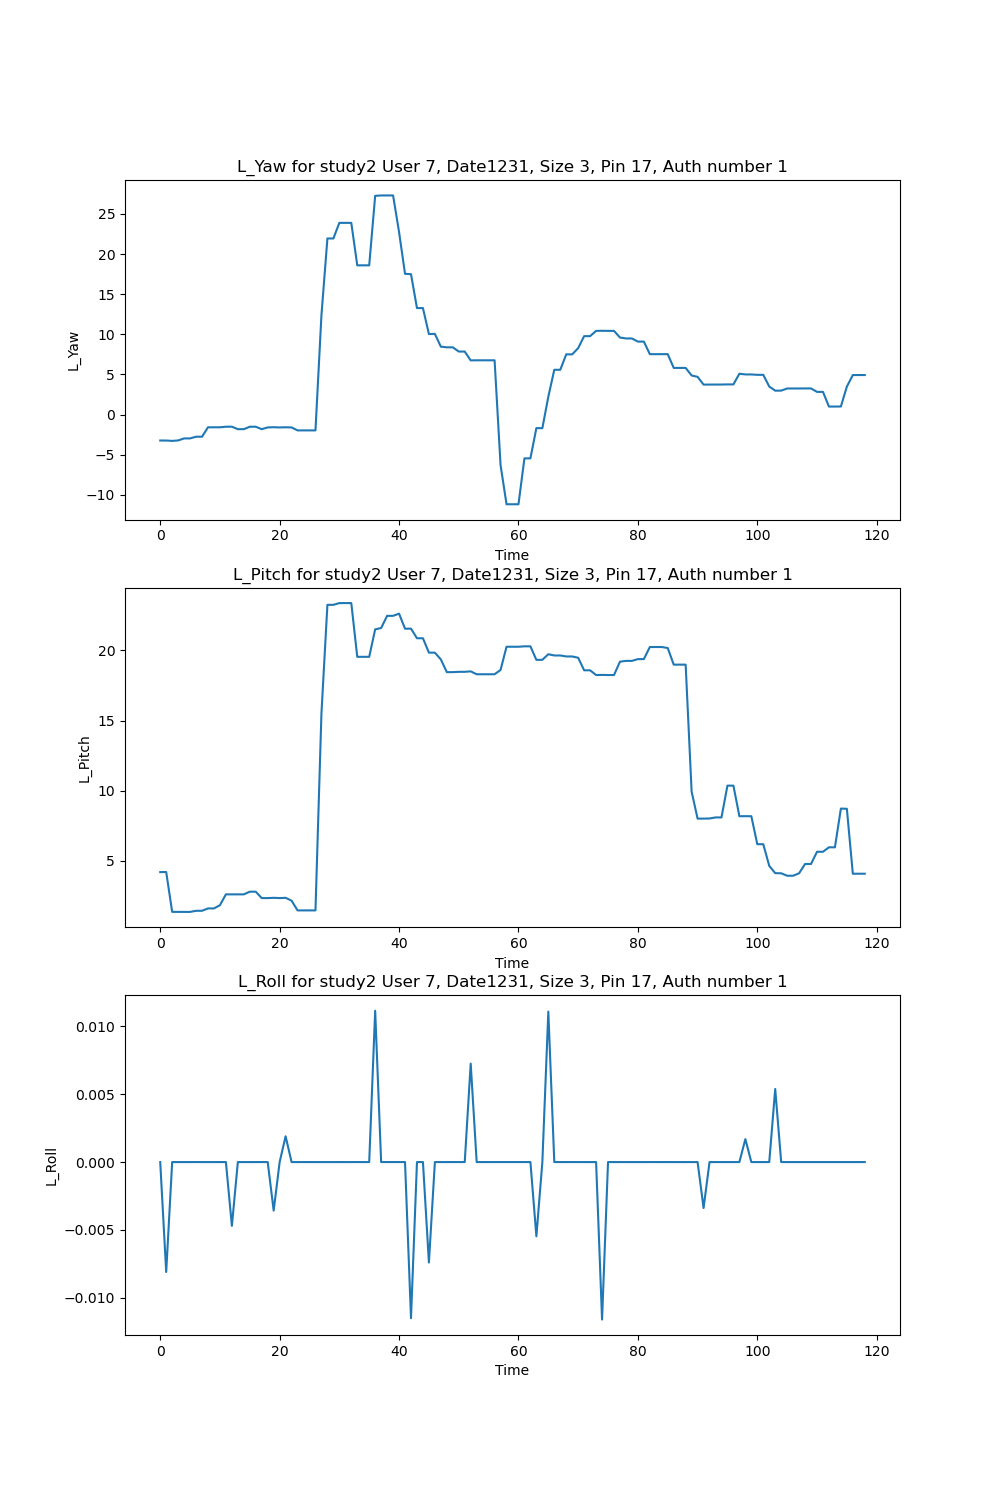 L_Yaw for study2 User 7, Date1231, Size 3, Pin 17, Auth number 1
25
20
15
10
5
0
−5
−10
L_Yaw
0 20 40 60 80 100 120
Time
L_Pitch for study2 User 7, Date1231, Size 3, Pin 17, Auth number 1
20
15
10
5
L_Pitch
0 20 40 60 80 100 120
Time
L_Roll for study2 User 7, Date1231, Size 3, Pin 17, Auth number 1
0.010
0.005
0.000
−0.005
−0.010
L_Roll
0 20 40 60 80 100 120
Time